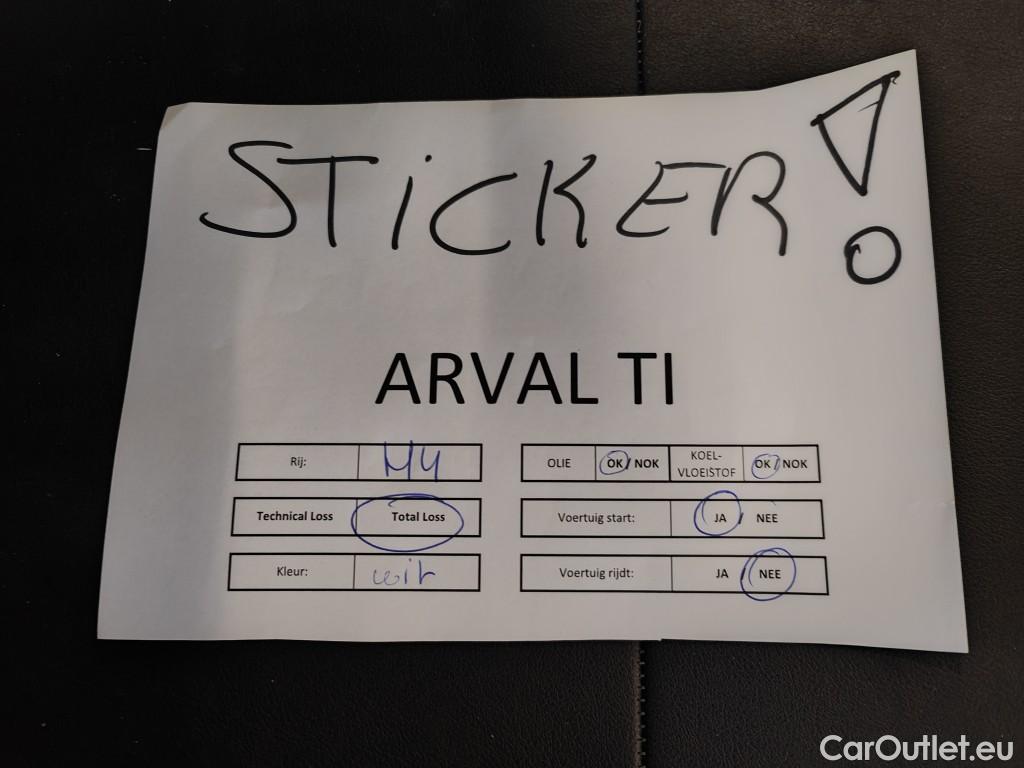 STICKER!
ARVAL TI
Rij: M4
OLIE OK / NOK KOEL-VLOEISTOF OK / NOK
Technical Loss Total Loss
Voertuig start: JA / NEE
Kleur: wit
Voertuig rijdt: JA / NEE
CarOutlet.eu